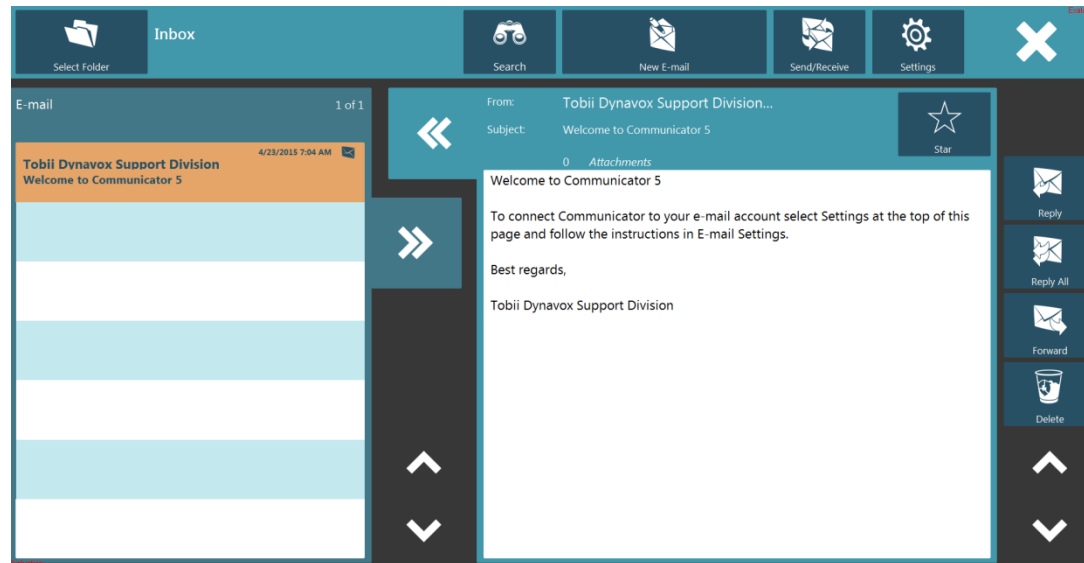 Select Folder
Inbox
Search
New E-mail
Send/Receive
Settings
E-mail
1 of 1
4/23/2015 7:04 AM
Tobii Dynavox Support Division
Welcome to Communicator 5
From:
Tobii Dynavox Support Division...
Subject:
Welcome to Communicator 5
0 Attachments
Star
Welcome to Communicator 5
To connect Communicator to your e-mail account select Settings at the top of this
page and follow the instructions in E-mail Settings.
Best regards,
Tobii Dynavox Support Division
Reply
Reply All
Forward
Delete